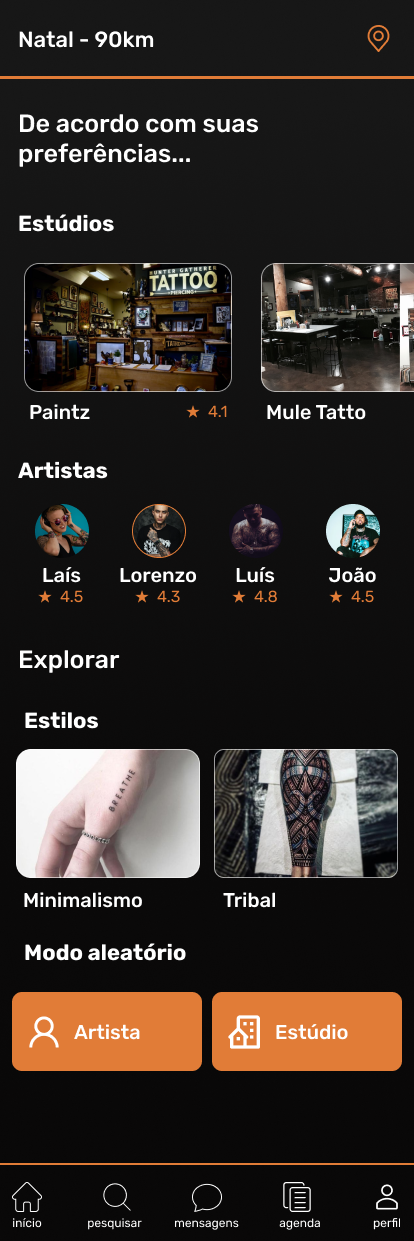 Natal - 90km
De acordo com suas
preferências...
Estúdios
HUNTER GATHERER
TATTOO
PIERCING
Paintz
★ 4.1
Mule Tatto
Artistas
Laís
Lorenzo
Luís
João
★ 4.5
★ 4.3
★ 4.8
★ 4.5
Explorar
Estilos
BREATHE
Minimalismo
Tribal
Modo aleatório
Artista
Estúdio
início
pesquisar
mensagens
agenda
perfil